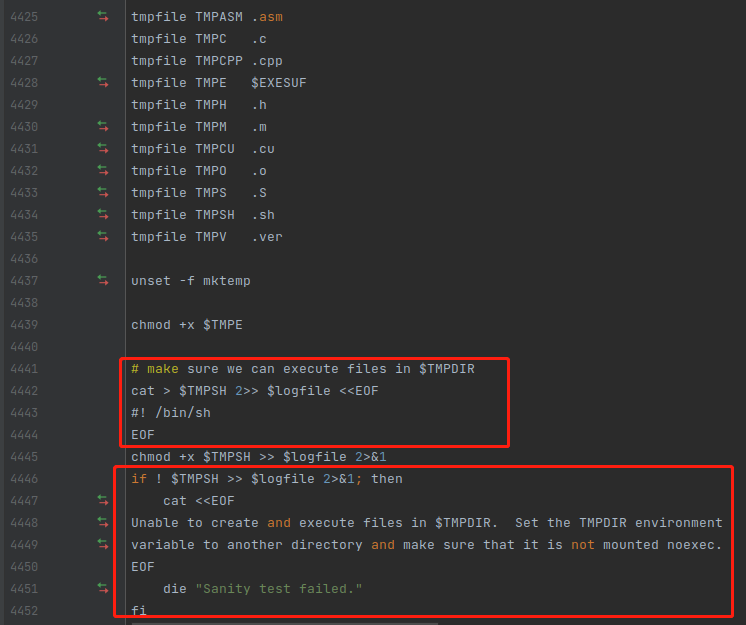 4425 tmpfile TMPASM .asm
4426 tmpfile TMPC   .c
4427 tmpfile TMPCPP .cpp
4428 tmpfile TMPE   $EXESUF
4429 tmpfile TMPH   .h
4430 tmpfile TMPM   .m
4431 tmpfile TMPCU  .cu
4432 tmpfile TMPO   .o
4433 tmpfile TMPS   .S
4434 tmpfile TMPSH  .sh
4435 tmpfile TMPV   .ver
4436
4437 unset -f mktemp
4438
4439 chmod +x $TMPE
4440
4441 # make sure we can execute files in $TMPDIR
4442 cat > $TMPSH 2>> $logfile <<EOF
4443 #! /bin/sh
4444 EOF
4445 chmod +x $TMPSH >> $logfile 2>&1
4446 if ! $TMPSH >> $logfile 2>&1; then
4447     cat <<EOF
4448 Unable to create and execute files in $TMPDIR.  Set the TMPDIR environment
4449 variable to another directory and make sure that it is not mounted noexec.
4450 EOF
4451     die "Sanity test failed."
4452 fi